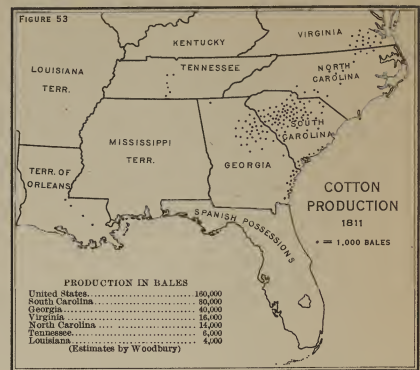 FIGURE 53
KENTUCKY
VIRGINIA
TENNESSEE
NORTH
CAROLINA
LOUISIANA
TERR.
SOUTH
CAROLINA
MISSISSIPPI
TERR.
GEORGIA
TERR. OF
ORLEANS
SPANISH POSSESSIONS
COTTON
PRODUCTION
1811
• = 1,000 BALES
PRODUCTION IN BALES
United States.................... 160,000
South Carolina.................... 80,000
Georgia.................... 40,000
Virginia.................... 16,000
North Carolina.................... 14,000
Tennessee.................... 6,000
Louisiana.................... 4,000
(Estimates by Woodbury)